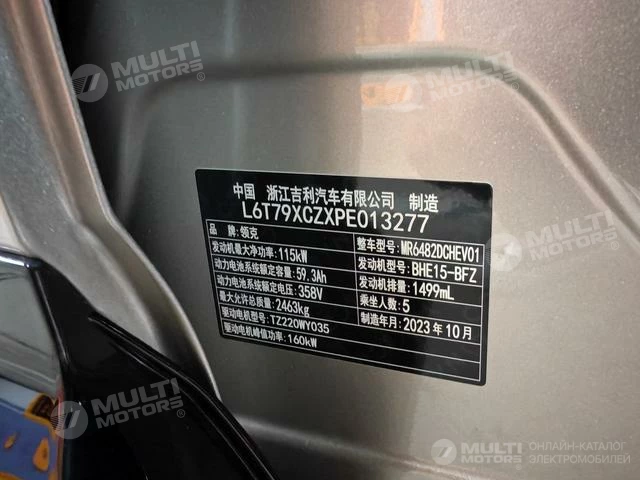 MULTI MOTORS®
MULTI MOTORS®
中国 浙江吉利汽车有限公司 制造
L6T79XCZXPE013277
品牌:领克
整车型号:MR6482DCHEV01
发动机最大净功率:115kW
发动机型号:BHE15-BFZ
动力电池系统额定容量:59.3Ah
发动机排量:1499mL
动力电池系统额定电压:358V
乘坐人数:5
最大允许总质量:2463kg
制造年月:2023年10月
驱动电机型号:TZ220WY035
驱动电机峰值功率:160kW
MULTI MOTORS®
MULTI MOTORS®
MULTI MOTORS®
ОНЛАЙН-КАТАЛОГ
ЭЛЕКТРОМОБИЛЕЙ